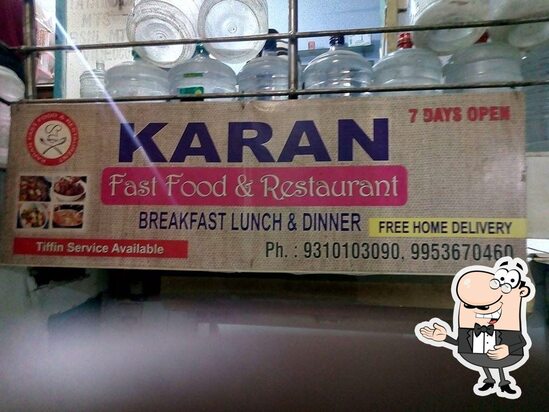 7 DAYS OPEN
KARAN
Fast Food & Restaurant
BREAKFAST LUNCH & DINNER
FREE HOME DELIVERY
Tiffin Service Available
Ph. : 9310103090, 9953670460